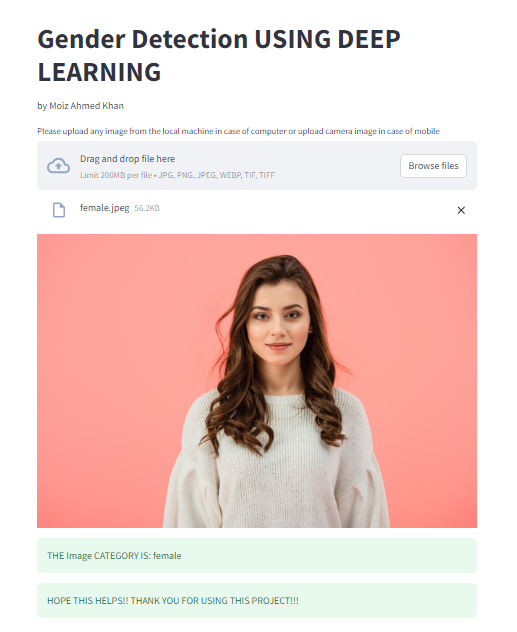 Gender Detection USING DEEP
LEARNING
by Moiz Ahmed Khan
Please upload any image from the local machine in case of computer or upload camera image in case of mobile
Drag and drop file here
Limit 200MB per file • JPG, PNG, JPEG, WEBP, TIF, TIFF
Browse files
female.jpeg 56.2KB
THE Image CATEGORY IS: female
HOPE THIS HELPS!! THANK YOU FOR USING THIS PROJECT!!!